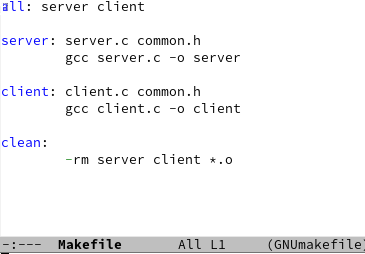 all: server client
server: server.c common.h
gcc server.c -o server
client: client.c common.h
gcc client.c -o client
clean:
-rm server client *.o
-:--- Makefile All L1 (GNUmakefile)